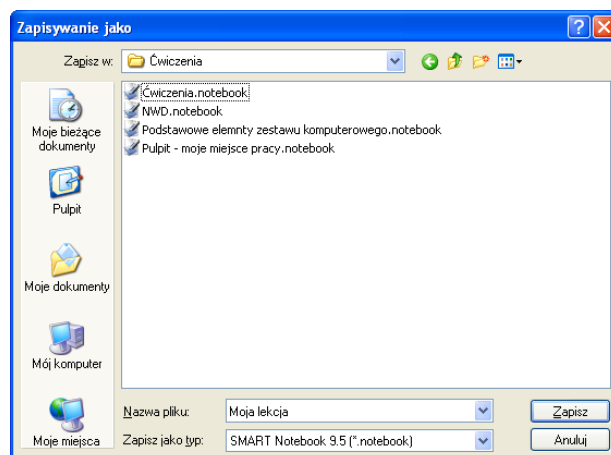 Zapisywanie jako
Zapisz w: Ćwiczenia
Ćwiczenia.notebook
NWD.notebook
Podstawowe elemnty zestawu komputerowego.notebook
Pulpit - moje miejsce pracy.notebook
Moje bieżące
dokumenty
Pulpit
Moje dokumenty
Mój komputer
Moje miejsca
Nazwa pliku: Moja lekcja Zapisz
Zapisz jako typ: SMART Notebook 9.5 (*.notebook) Anuluj